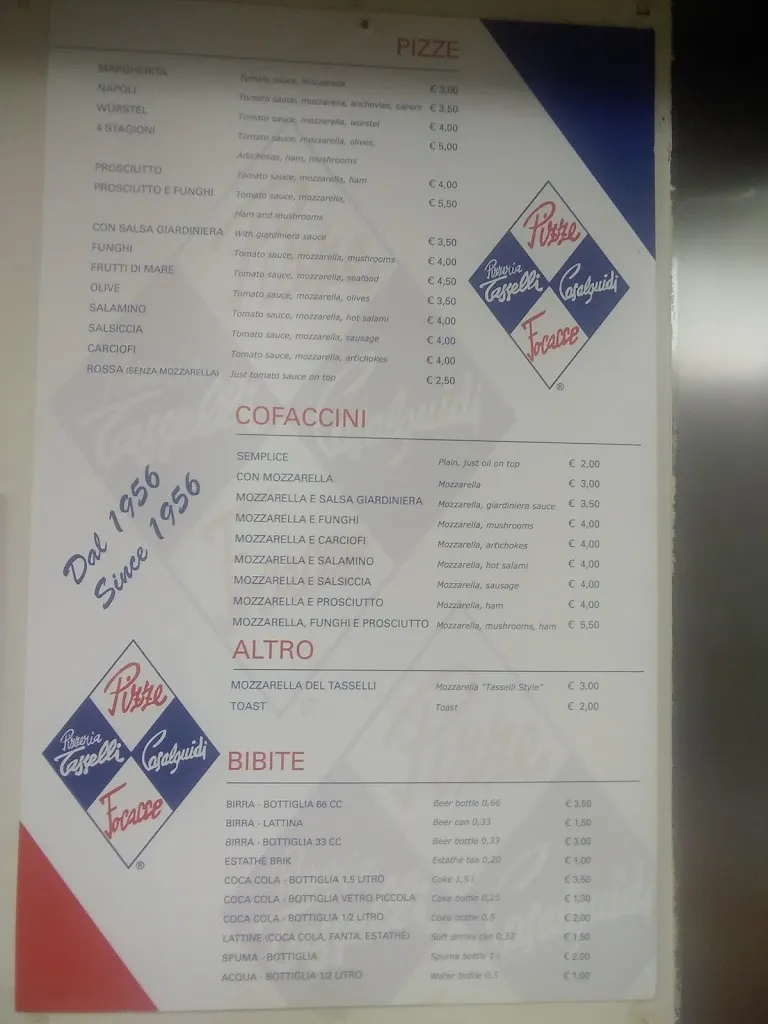 PIZZE
MARGHERITA Tomato sauce, mozzarella € 3,00
NAPOLI Tomato sauce, mozzarella, anchovies, capers € 3,50
WURSTEL Tomato sauce, mozzarella, wurstel € 4,00
4 STAGIONI Tomato sauce, mozzarella, olives, € 5,00
Artichokes, ham, mushrooms
PROSCIUTTO Tomato sauce, mozzarella, ham € 4,00
PROSCIUTTO E FUNGHI Tomato sauce, mozzarella, € 5,50
Ham and mushrooms
CON SALSA GIARDINIERA With giardiniera sauce € 3,50
FUNGHI Tomato sauce, mozzarella, mushrooms € 4,00
FRUTTI DI MARE Tomato sauce, mozzarella, seafood € 4,50
OLIVE Tomato sauce, mozzarella, olives € 3,50
SALAMINO Tomato sauce, mozzarella, hot salami € 4,00
SALSICCIA Tomato sauce, mozzarella, sausage € 4,00
CARCIOFI Tomato sauce, mozzarella, artichokes € 4,00
ROSSA (SENZA MOZZARELLA) Just tomato sauce on top € 2,50
Pizze
Pizzeria
Tasselli
Casalguidi
Focacce
®
COFACCINI
SEMPLICE Plain, just oil on top € 2,00
CON MOZZARELLA Mozzarella € 3,00
MOZZARELLA E SALSA GIARDINIERA Mozzarella, giardiniera sauce € 3,50
MOZZARELLA E FUNGHI Mozzarella, mushrooms € 4,00
MOZZARELLA E CARCIOFI Mozzarella, artichokes € 4,00
MOZZARELLA E SALAMINO Mozzarella, hot salami € 4,00
MOZZARELLA E SALSICCIA Mozzarella, sausage € 4,00
MOZZARELLA E PROSCIUTTO Mozzarella, ham € 4,00
MOZZARELLA, FUNGHI E PROSCIUTTO Mozzarella, mushrooms, ham € 5,50
Dal 1956
Since 1956
ALTRO
MOZZARELLA DEL TASSELLI Mozzarella "Tasselli Style" € 3,00
TOAST Toast € 2,00
Pizze
Pizzeria
Tasselli
Casalguidi
Focacce
®
BIBITE
BIRRA - BOTTIGLIA 66 CC Beer bottle 0,66 € 3,50
BIRRA - LATTINA Beer can 0,33 € 1,50
BIRRA - BOTTIGLIA 33 CC Beer bottle 0,33 € 3,00
ESTATHÈ BRIK Estathè tea 0,20 € 1,00
COCA COLA - BOTTIGLIA 1,5 LITRO Coke 1,5 l € 3,50
COCA COLA - BOTTIGLIA VETRO PICCOLA Coke bottle 0,25 € 1,30
COCA COLA - BOTTIGLIA 1/2 LITRO Coke bottle 0,5 € 2,00
LATTINE (COCA COLA, FANTA, ESTATHÈ) Soft drinks can 0,33 € 1,50
SPUMA - BOTTIGLIA Spuma bottle 1 l € 2,00
ACQUA - BOTTIGLIA 1/2 LITRO Water bottle 0,5 € 1,00